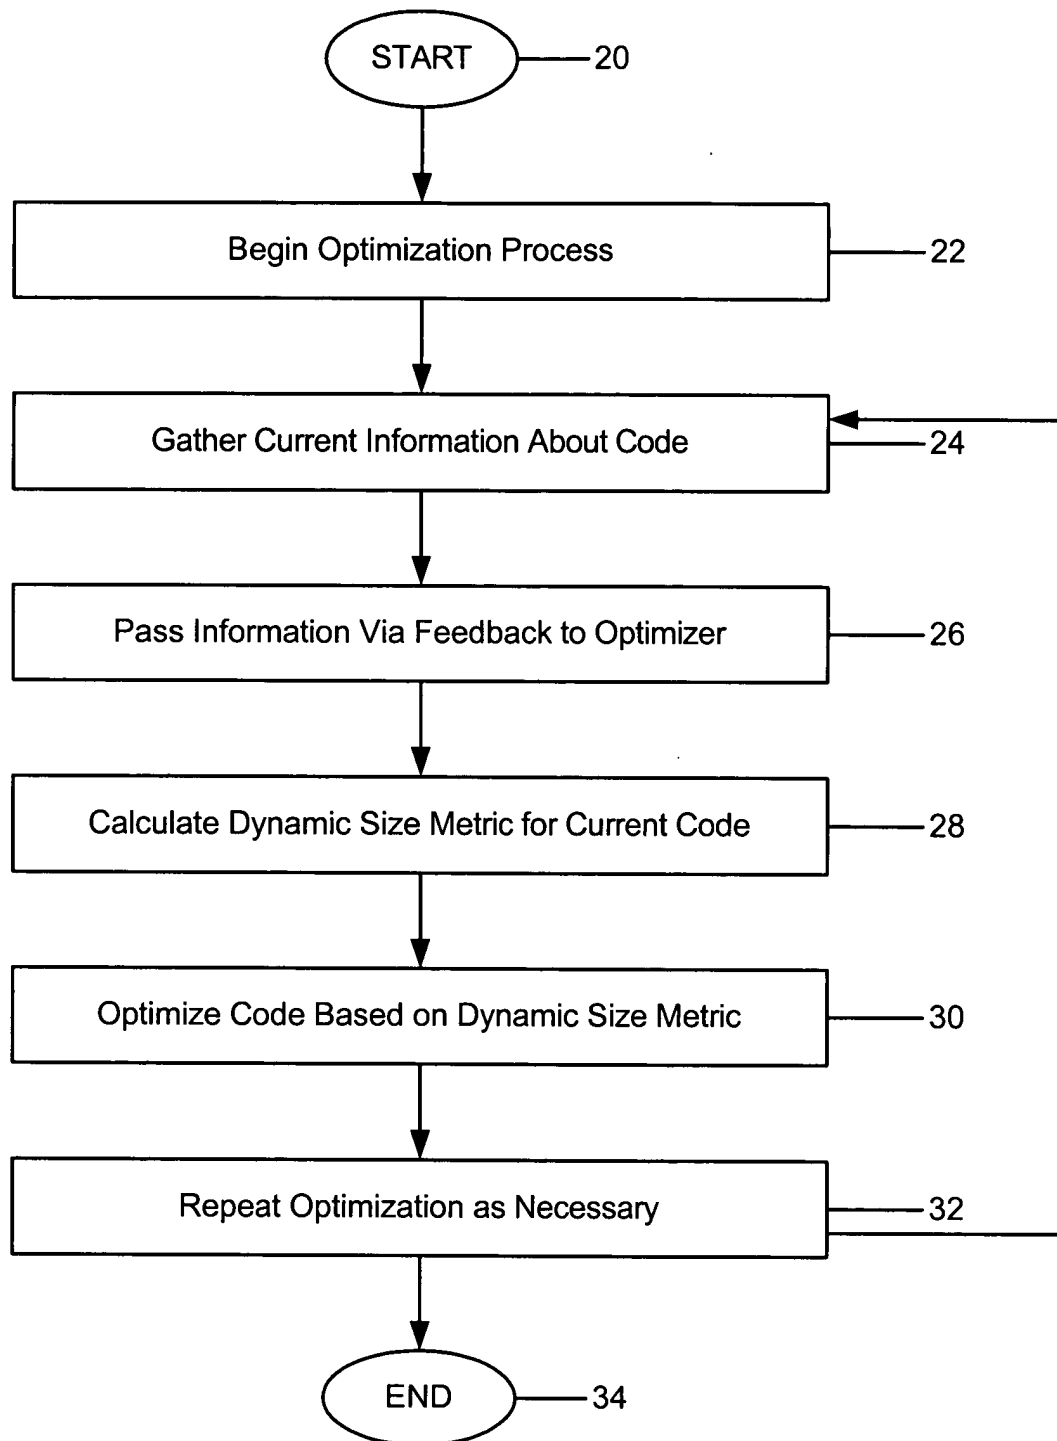 START
20
Begin Optimization Process
22
Gather Current Information About Code
24
Pass Information Via Feedback to Optimizer
26
Calculate Dynamic Size Metric for Current Code
28
Optimize Code Based on Dynamic Size Metric
30
Repeat Optimization as Necessary
32
END
34